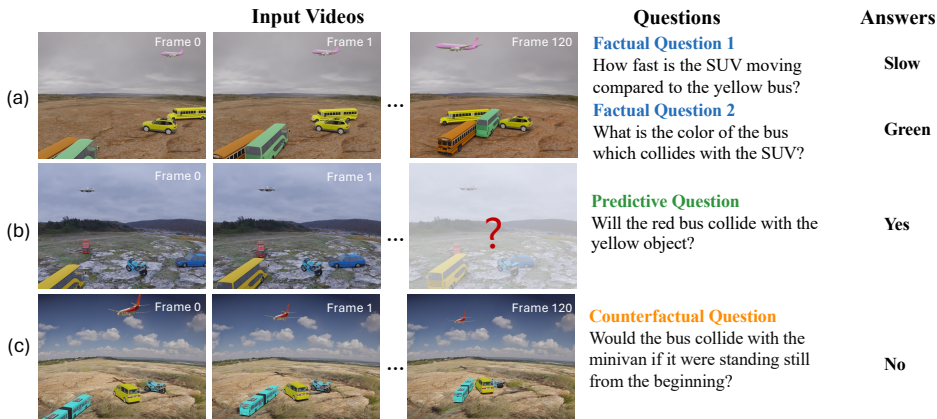 Input Videos
Questions
Answers
Frame 0
Frame 1
Frame 120
Factual Question 1
How fast is the SUV moving
compared to the yellow bus?
Slow
(a)
...
Factual Question 2
What is the color of the bus
which collides with the SUV?
Green
Frame 0
Frame 1
Predictive Question
Will the red bus collide with the
yellow object?
Yes
(b)
...
?
Frame 0
Frame 1
Frame 120
Counterfactual Question
Would the bus collide with the
minivan if it were standing still
from the beginning?
No
(c)
...